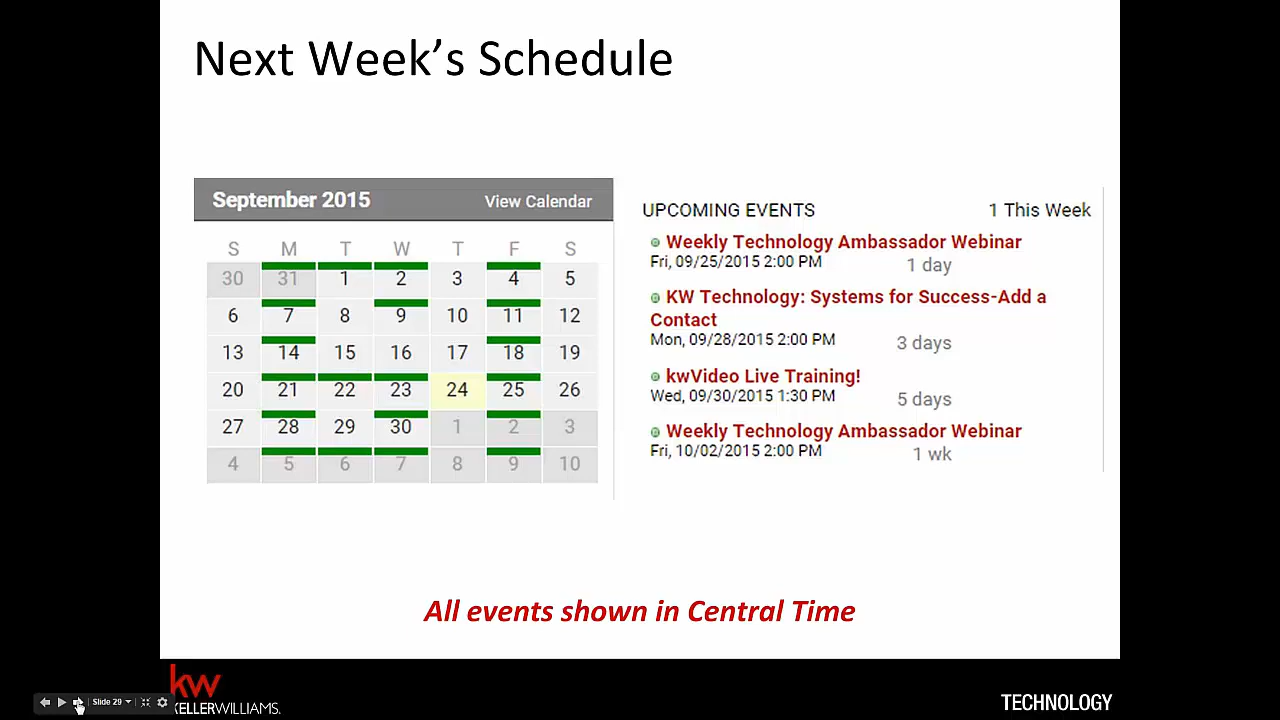 Next Week's Schedule
September 2015 View Calendar
S M T W T F S
30 31 1 2 3 4 5
6 7 8 9 10 11 12
13 14 15 16 17 18 19
20 21 22 23 24 25 26
27 28 29 30 1 2 3
4 5 6 7 8 9 10
UPCOMING EVENTS 1 This Week
Weekly Technology Ambassador Webinar
Fri, 09/25/2015 2:00 PM 1 day
KW Technology: Systems for Success-Add a
Contact
Mon, 09/28/2015 2:00 PM 3 days
kwVideo Live Training!
Wed, 09/30/2015 1:30 PM 5 days
Weekly Technology Ambassador Webinar
Fri, 10/02/2015 2:00 PM 1 wk
All events shown in Central Time
kw
KELLERWILLIAMS.
Slide 29
TECHNOLOGY